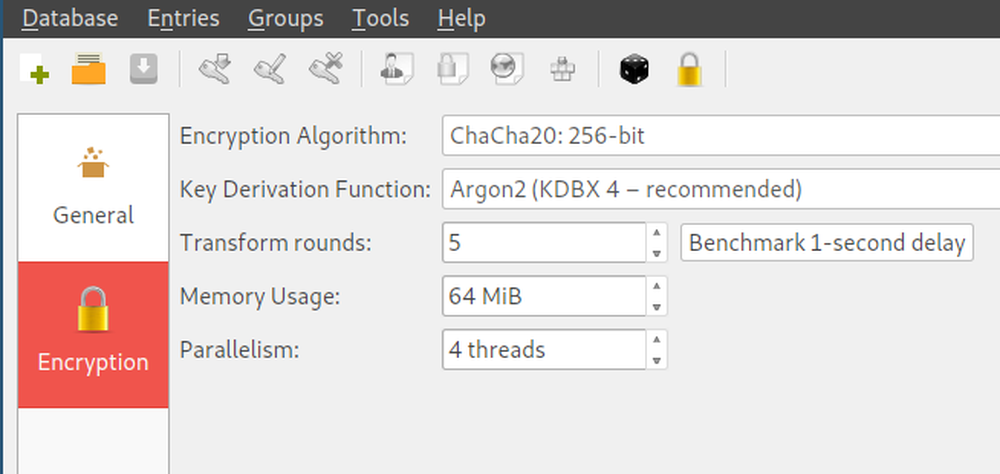 Database Entries Groups Tools Help
Encryption Algorithm: ChaCha20: 256-bit
General
Key Derivation Function: Argon2 (KDBX 4 – recommended)
Transform rounds: 5 Benchmark 1-second delay
Memory Usage: 64 MiB
Encryption
Parallelism: 4 threads